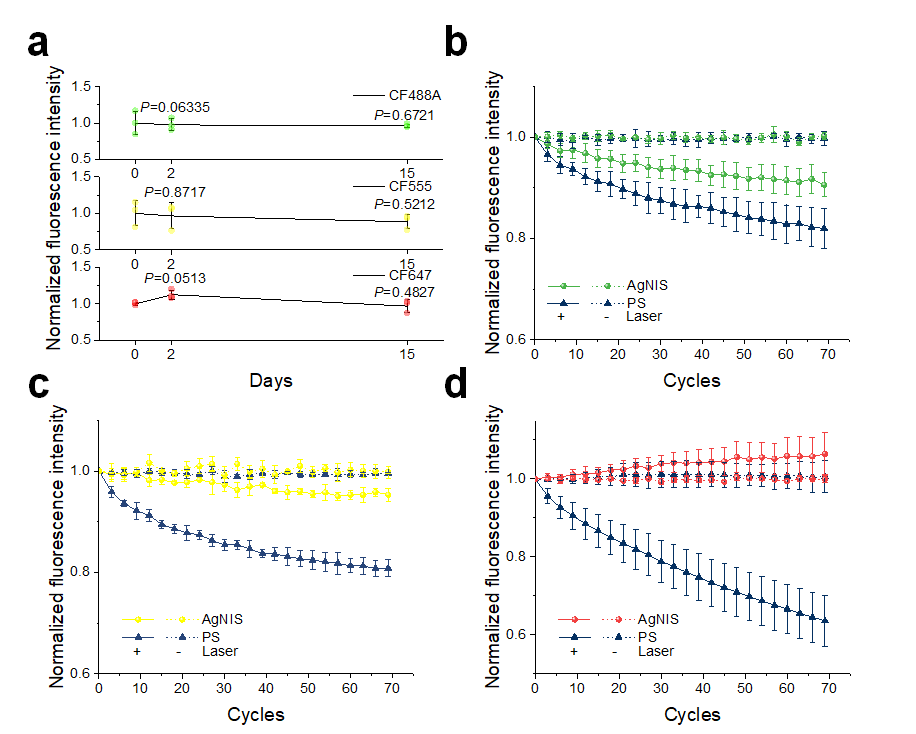 a
Normalized fluorescence intensity
1.5
1.0
0.5
P=0.06335
CF488A
P=0.6721
0 2 15
1.5
1.0
0.5
P=0.8717
CF555
P=0.5212
0 2 15
1.5
1.0
0.5
P=0.0513
CF647
P=0.4827
0 2 15
Days
b
Normalized fluorescence intensity
1.0
0.8
0.6
AgNIS
PS
+ - Laser
0 10 20 30 40 50 60 70
Cycles
c
Normalized fluorescence intensity
1.0
0.8
0.6
AgNIS
PS
+ - Laser
0 10 20 30 40 50 60 70
Cycles
d
Normalized fluorescence intensity
1.0
0.8
0.6
AgNIS
PS
+ - Laser
0 10 20 30 40 50 60 70
Cycles